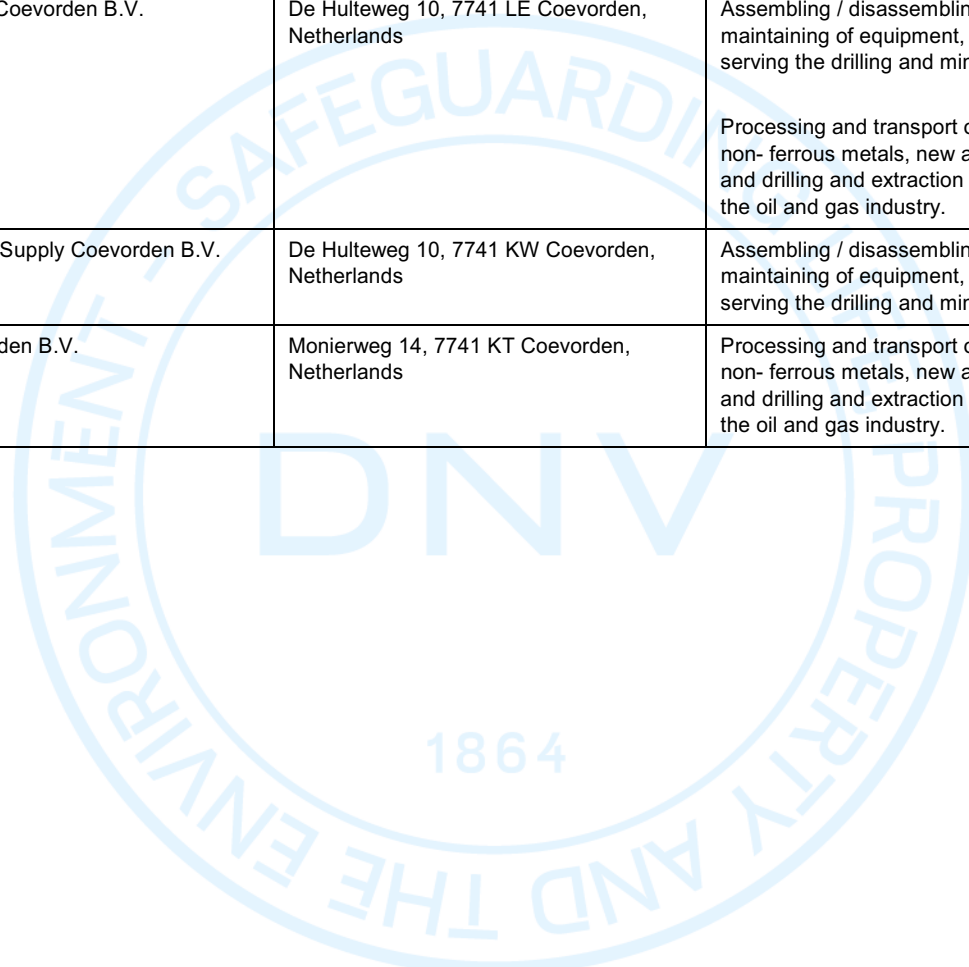 Coevorden B.V.
De Hulteweg 10, 7741 LE Coevorden,
Netherlands
Assembling / disassemblin
maintaining of equipment,
serving the drilling and mir
Processing and transport
non- ferrous metals, new a
and drilling and extraction
the oil and gas industry.
Supply Coevorden B.V.
De Hulteweg 10, 7741 KW Coevorden,
Netherlands
Assembling / disassemblin
maintaining of equipment,
serving the drilling and mir
den B.V.
Monierweg 14, 7741 KT Coevorden,
Netherlands
Processing and transport
non- ferrous metals, new a
and drilling and extraction
the oil and gas industry.
SAFEGUARDING LIFE, PROPERTY AND THE ENVIRONMENT -
DNV
1864